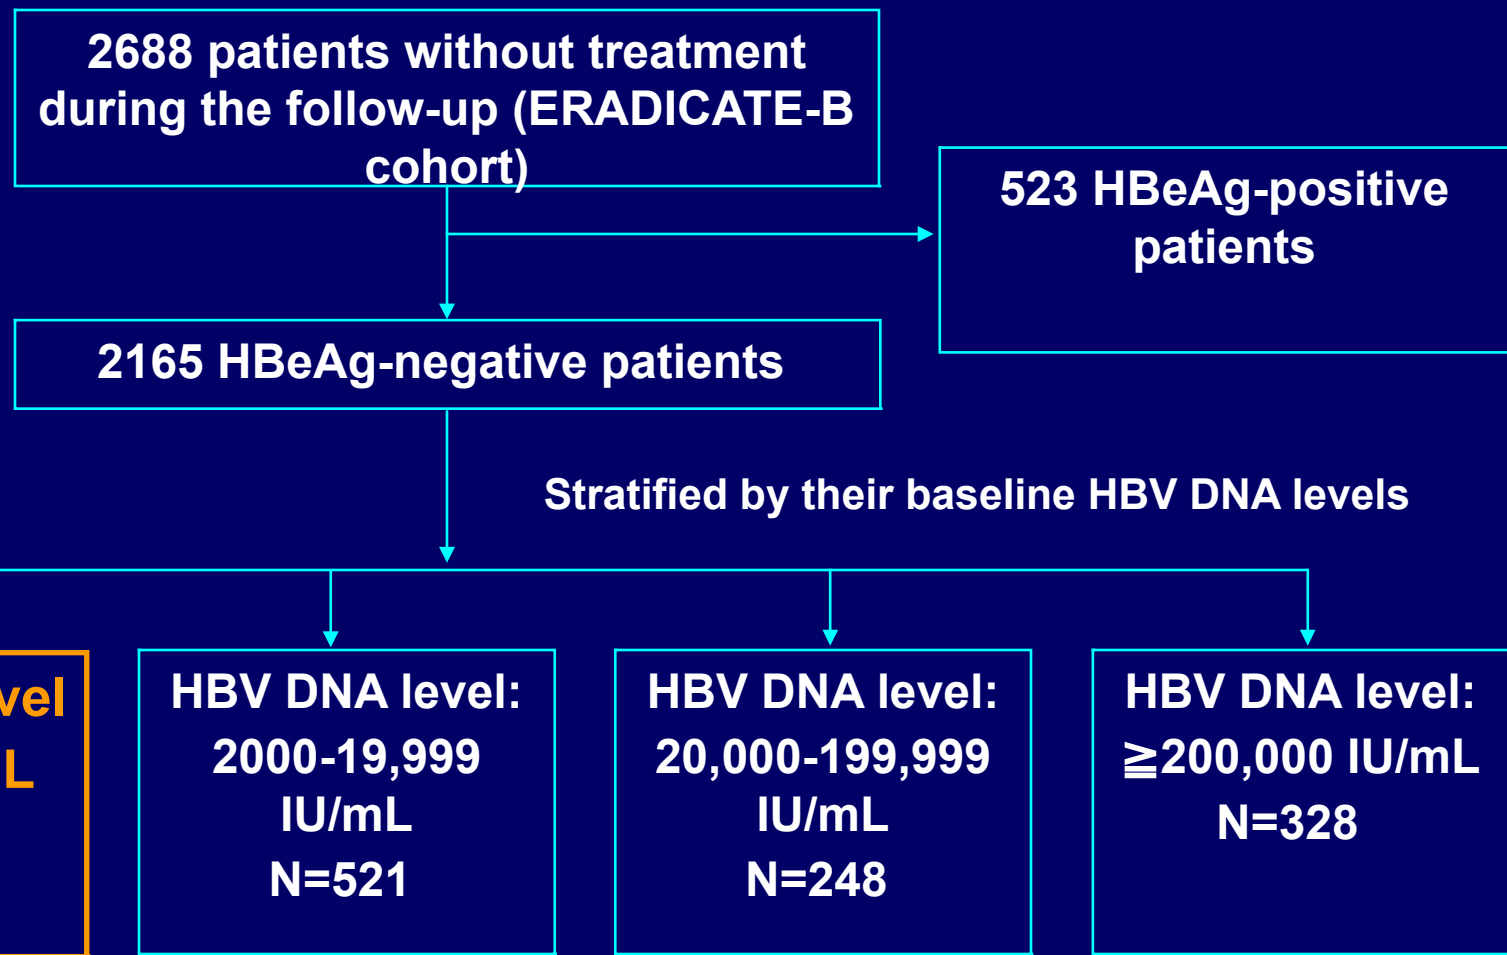 2688 patients without treatment
during the follow-up (ERADICATE-B
cohort)
523 HBeAg-positive
patients
2165 HBeAg-negative patients
Stratified by their baseline HBV DNA levels
HBV DNA level:
2000-19,999
IU/mL
N=521
HBV DNA level:
20,000-199,999
IU/mL
N=248
HBV DNA level:
≧200,000 IU/mL
N=328